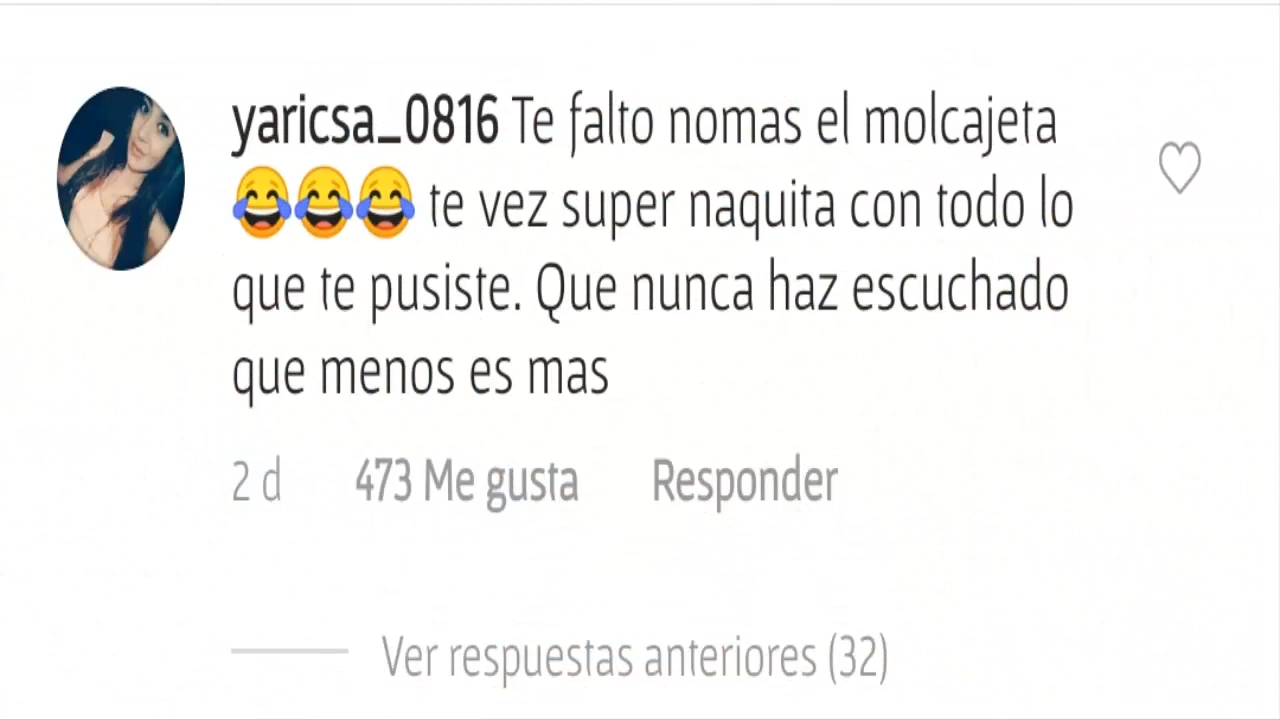 yaricsa_0816 Te falto nomas el molcajeta
😂😂😂 te vez super naquita con todo lo
que te pusiste. Que nunca haz escuchado
que menos es mas
2 d 473 Me gusta Responder
Ver respuestas anteriores (32)